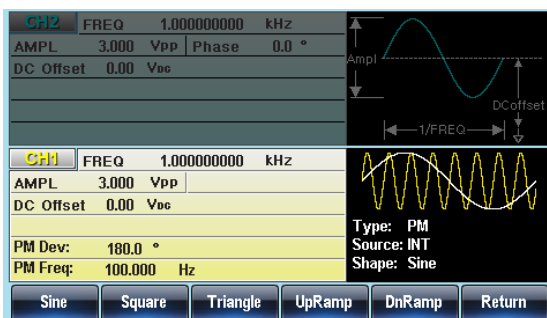 CH2 FREQ 1.000000000 kHz
AMPL 3.000 Vpp Phase 0.0 °
DC Offset 0.00 VDC
Ampl
DCoffset
1/FREQ
CH1 FREQ 1.000000000 kHz
AMPL 3.000 Vpp
DC Offset 0.00 VDC
PM Dev: 180.0 °
PM Freq: 100.000 Hz
Type: PM
Source: INT
Shape: Sine
Sine Square Triangle UpRamp DnRamp Return